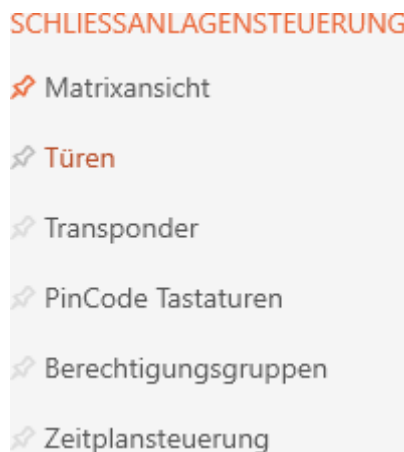 SCHLIESSANLAGENSTEUERUNG
Matrixansicht
Türen
Transponder
PinCode Tastaturen
Berechtigungsgruppen
Zeitplansteuerung